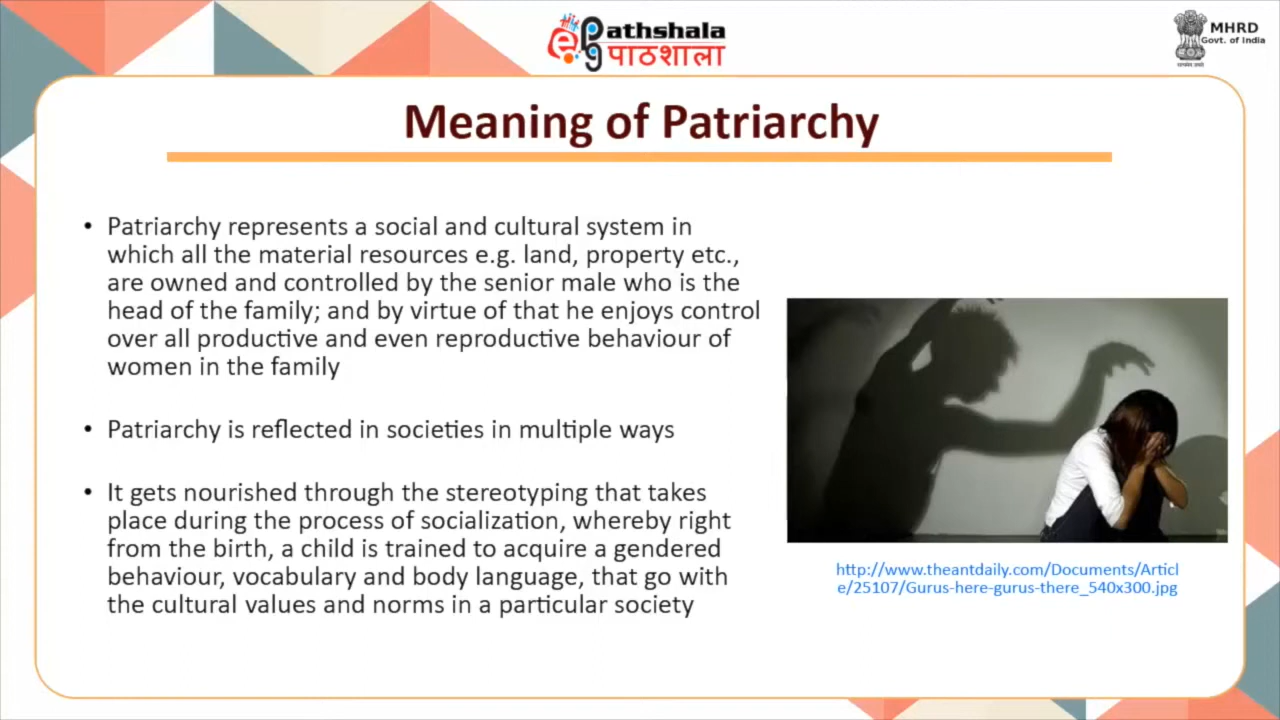 epg Pathshala
पाठशाला
MHRD
Govt. of India
Meaning of Patriarchy
• Patriarchy represents a social and cultural system in
which all the material resources e.g. land, property etc.,
are owned and controlled by the senior male who is the
head of the family; and by virtue of that he enjoys control
over all productive and even reproductive behaviour of
women in the family
• Patriarchy is reflected in societies in multiple ways
• It gets nourished through the stereotyping that takes
place during the process of socialization, whereby right
from the birth, a child is trained to acquire a gendered
behaviour, vocabulary and body language, that go with
the cultural values and norms in a particular society
http://www.theantdaily.com/Documents/Articl
e/25107/Gurus-here-gurus-there_540x300.jpg